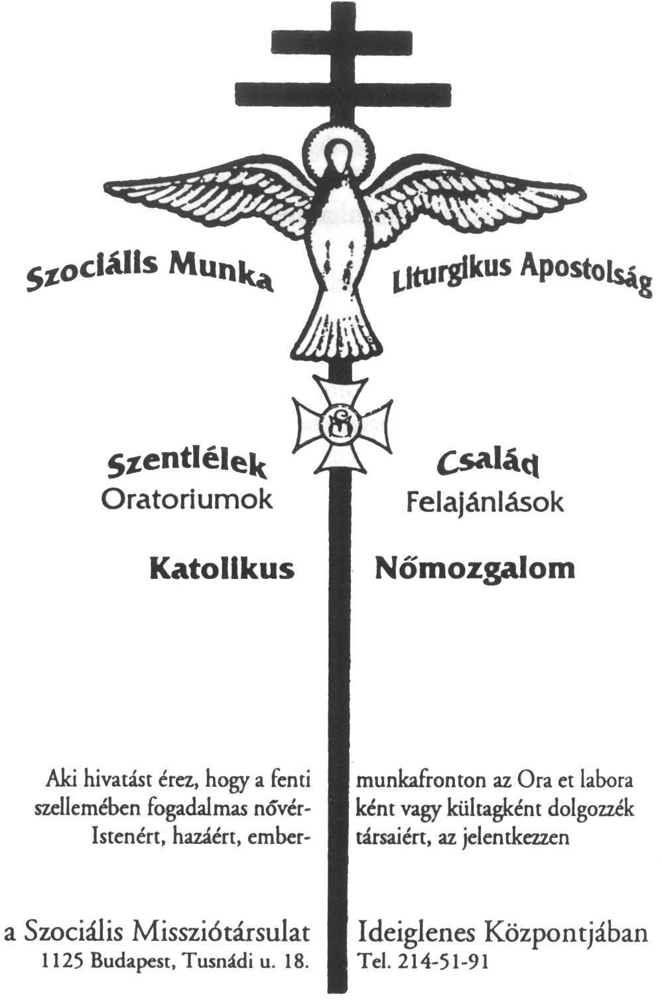 Szociális Munka Liturgikus Apostolság
Szentlélek Család
Oratoriumok Felajánlások
Katolikus Nőmozgalom
Aki hivatást érez, hogy a fenti munkafronton az Ora et labora
szellemében fogadalmas nővér- ként vagy kültagként dolgozzék
Istenért, hazáért, ember- társaiért, az jelentkezzen
a Szociális Missziótársulat Ideiglenes Központjában
1125 Budapest, Tusnádi u. 18. Tel. 214-51-91